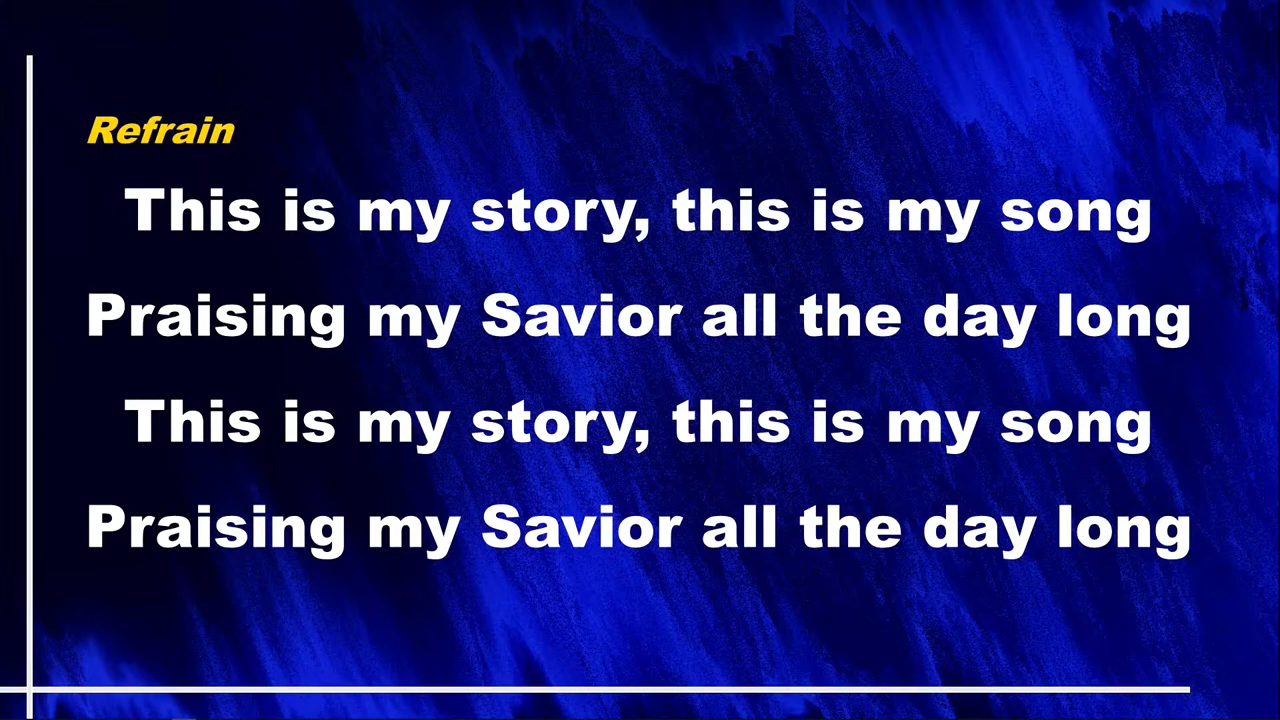 Refrain
This is my story, this is my song
Praising my Savior all the day long
This is my story, this is my song
Praising my Savior all the day long